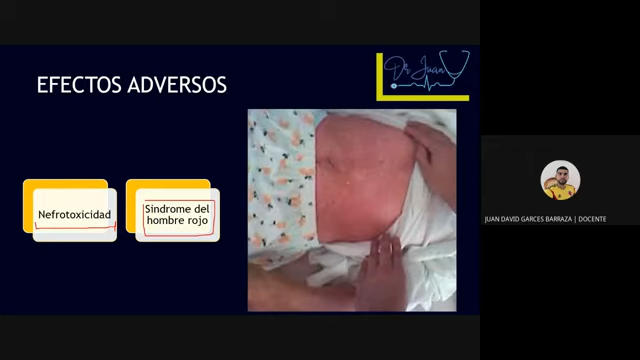 EFECTOS ADVERSOS
Dr. Juan
Nefrotoxicidad
Síndrome del
hombre rojo
JUAN DAVID GARCES BARRAZA | DOCENTE